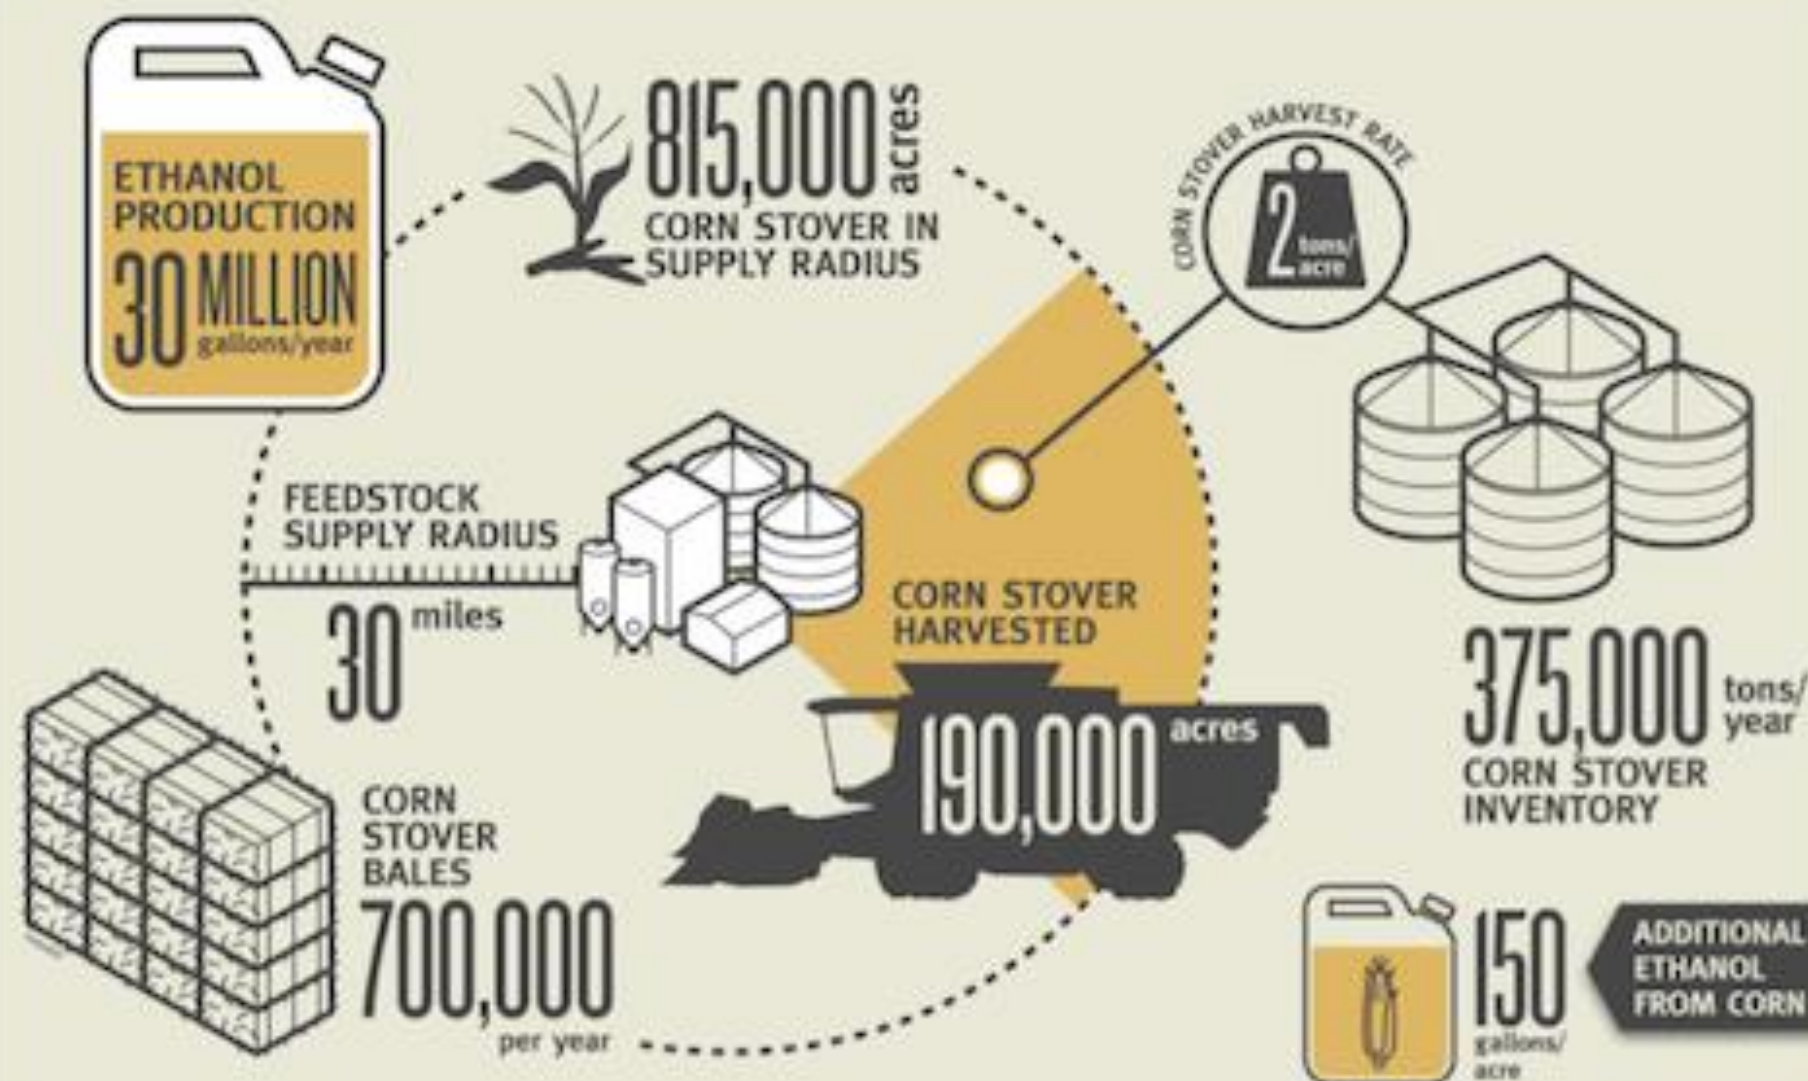 ETHANOL
PRODUCTION
30 MILLION
gallons/year
815,000 acres
CORN STOVER IN
SUPPLY RADIUS
CORN STOVER HARVEST RATE
2 tons/
acre
FEEDSTOCK
SUPPLY RADIUS
30 miles
CORN STOVER
HARVESTED
190,000 acres
375,000 tons/
year
CORN STOVER
INVENTORY
CORN
STOVER
BALES
700,000
per year
150
gallons/
acre
ADDITIONAL
ETHANOL
FROM CORN